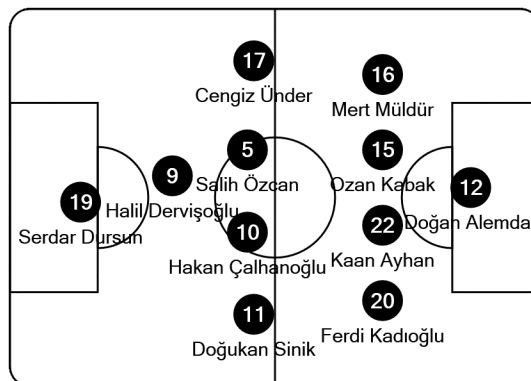 17
Cengiz Ünder
16
Mert Müldür
5
Salih Özcan
15
Ozan Kabak
9
Halil Dervişoğlu
12
Doğan Alemda
19
Serdar Dursun
10
Hakan Çalhanoğlu
22
Kaan Ayhan
11
Doğukan Sinik
20
Ferdi Kadıoğlu